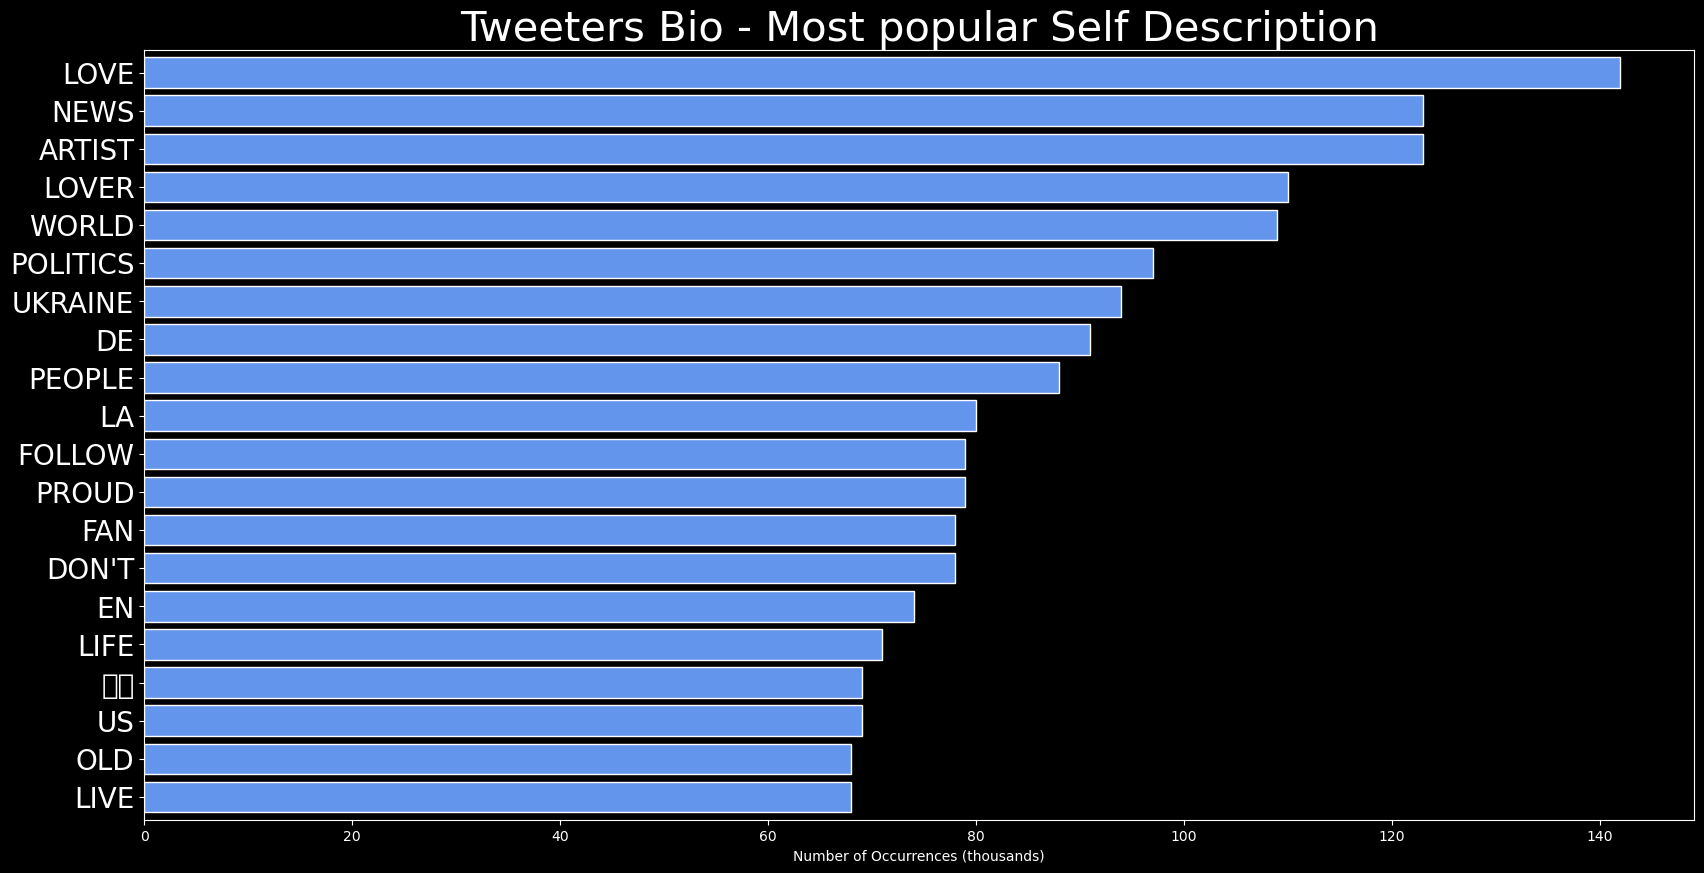 Tweeters Bio - Most popular Self Description
LOVE
NEWS
ARTIST
LOVER
WORLD
POLITICS
UKRAINE
DE
PEOPLE
LA
FOLLOW
PROUD
FAN
DON'T
EN
LIFE
US
OLD
LIVE
0 20 40 60 80 100 120 140
Number of Occurrences (thousands)